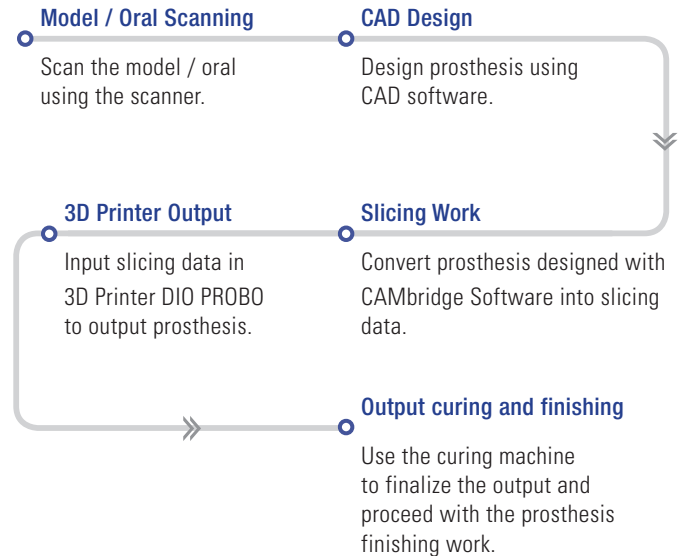 Model / Oral Scanning
Scan the model / oral
using the scanner.
CAD Design
Design prosthesis using
CAD software.
Slicing Work
Convert prosthesis designed with
CAMbridge Software into slicing
data.
3D Printer Output
Input slicing data in
3D Printer DIO PROBO
to output prosthesis.
Output curing and finishing
Use the curing machine
to finalize the output and
proceed with the prosthesis
finishing work.